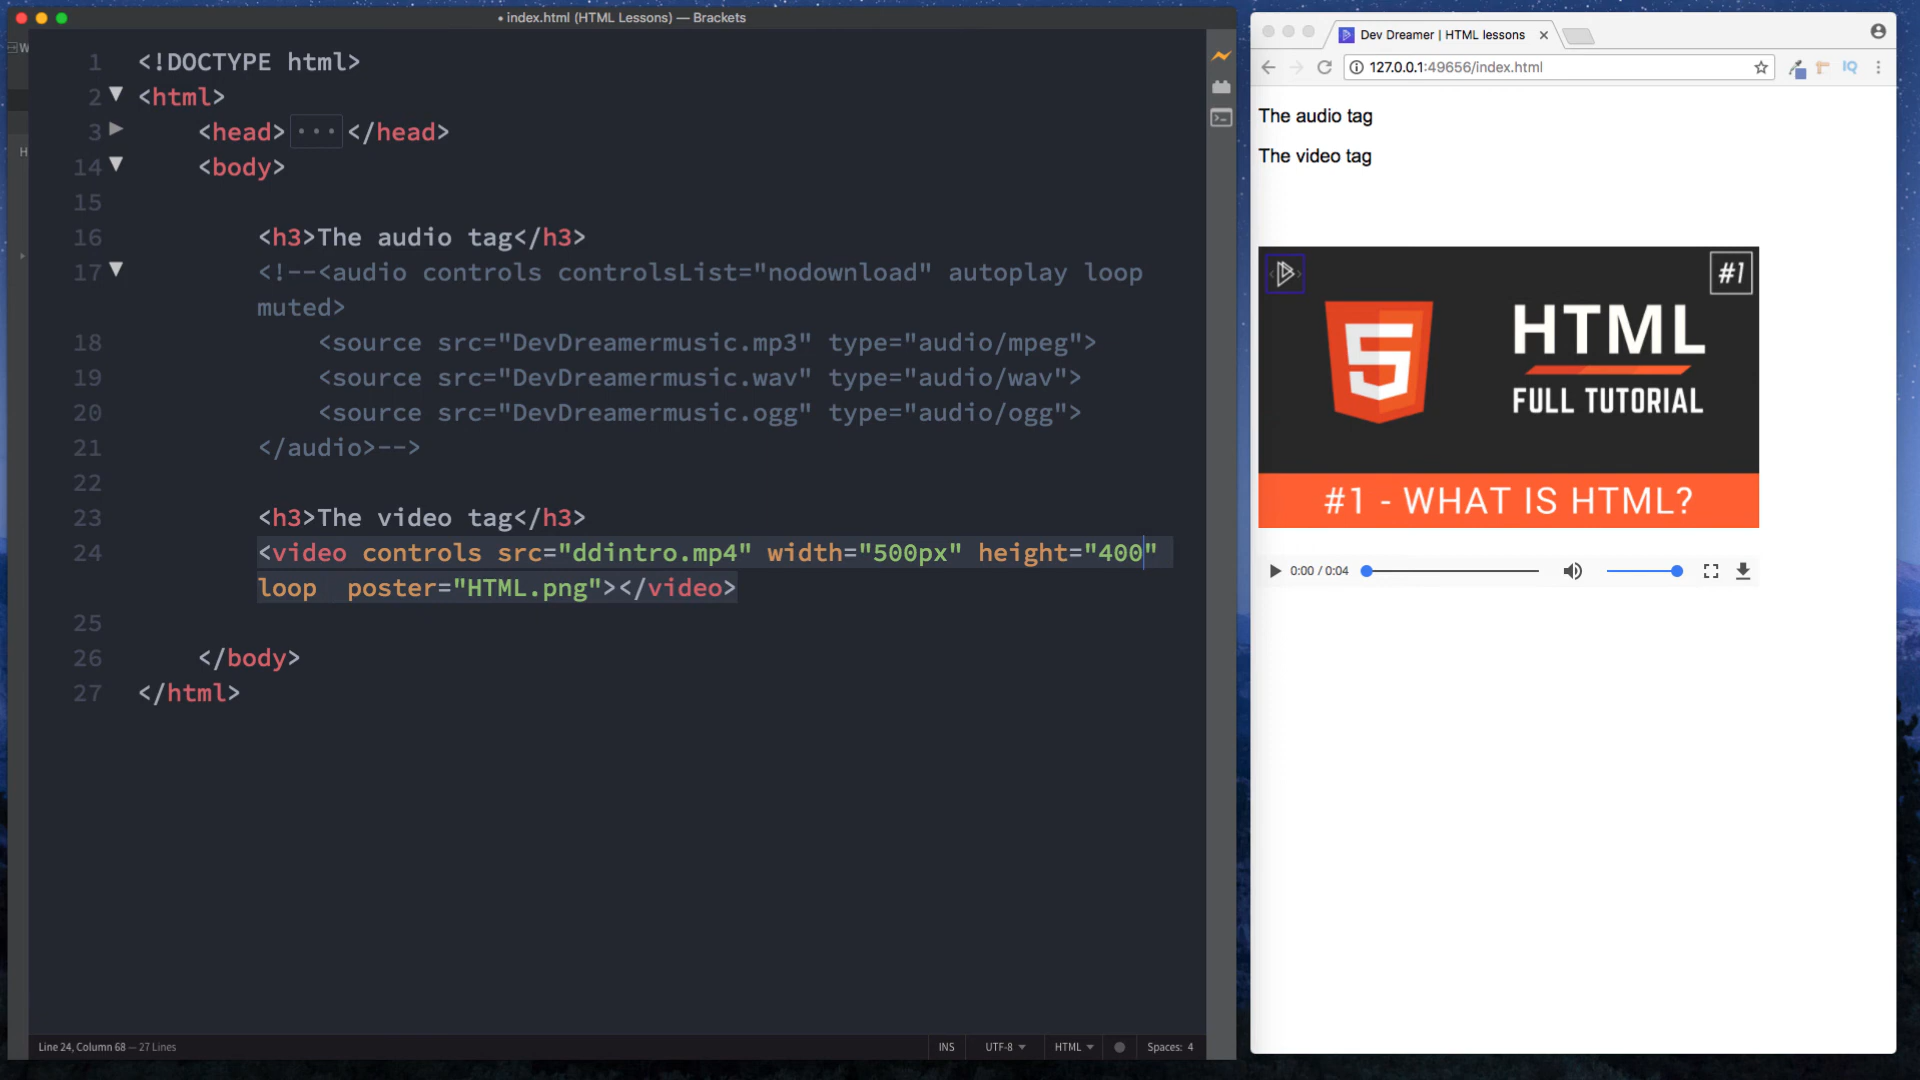 • index.html (HTML Lessons) — Brackets
1 <!DOCTYPE html>
2 <html>
3 <head>···</head>
14 <body>
15
16 <h3>The audio tag</h3>
17 <!--<audio controls controlsList="nodownload" autoplay loop
muted>
18 <source src="DevDreamermusic.mp3" type="audio/mpeg">
19 <source src="DevDreamermusic.wav" type="audio/wav">
20 <source src="DevDreamermusic.ogg" type="audio/ogg">
21 </audio>-->
22
23 <h3>The video tag</h3>
24 <video controls src="ddintro.mp4" width="500px" height="400"
loop  poster="HTML.png"></video>
25
26 </body>
27 </html>
Line 24, Column 68 — 27 Lines
INS UTF-8 HTML Spaces: 4
Dev Dreamer | HTML lessons
127.0.0.1:49656/index.html
IQ
The audio tag
The video tag
#1
5
HTML
FULL TUTORIAL
#1 - WHAT IS HTML?
0:00 / 0:04